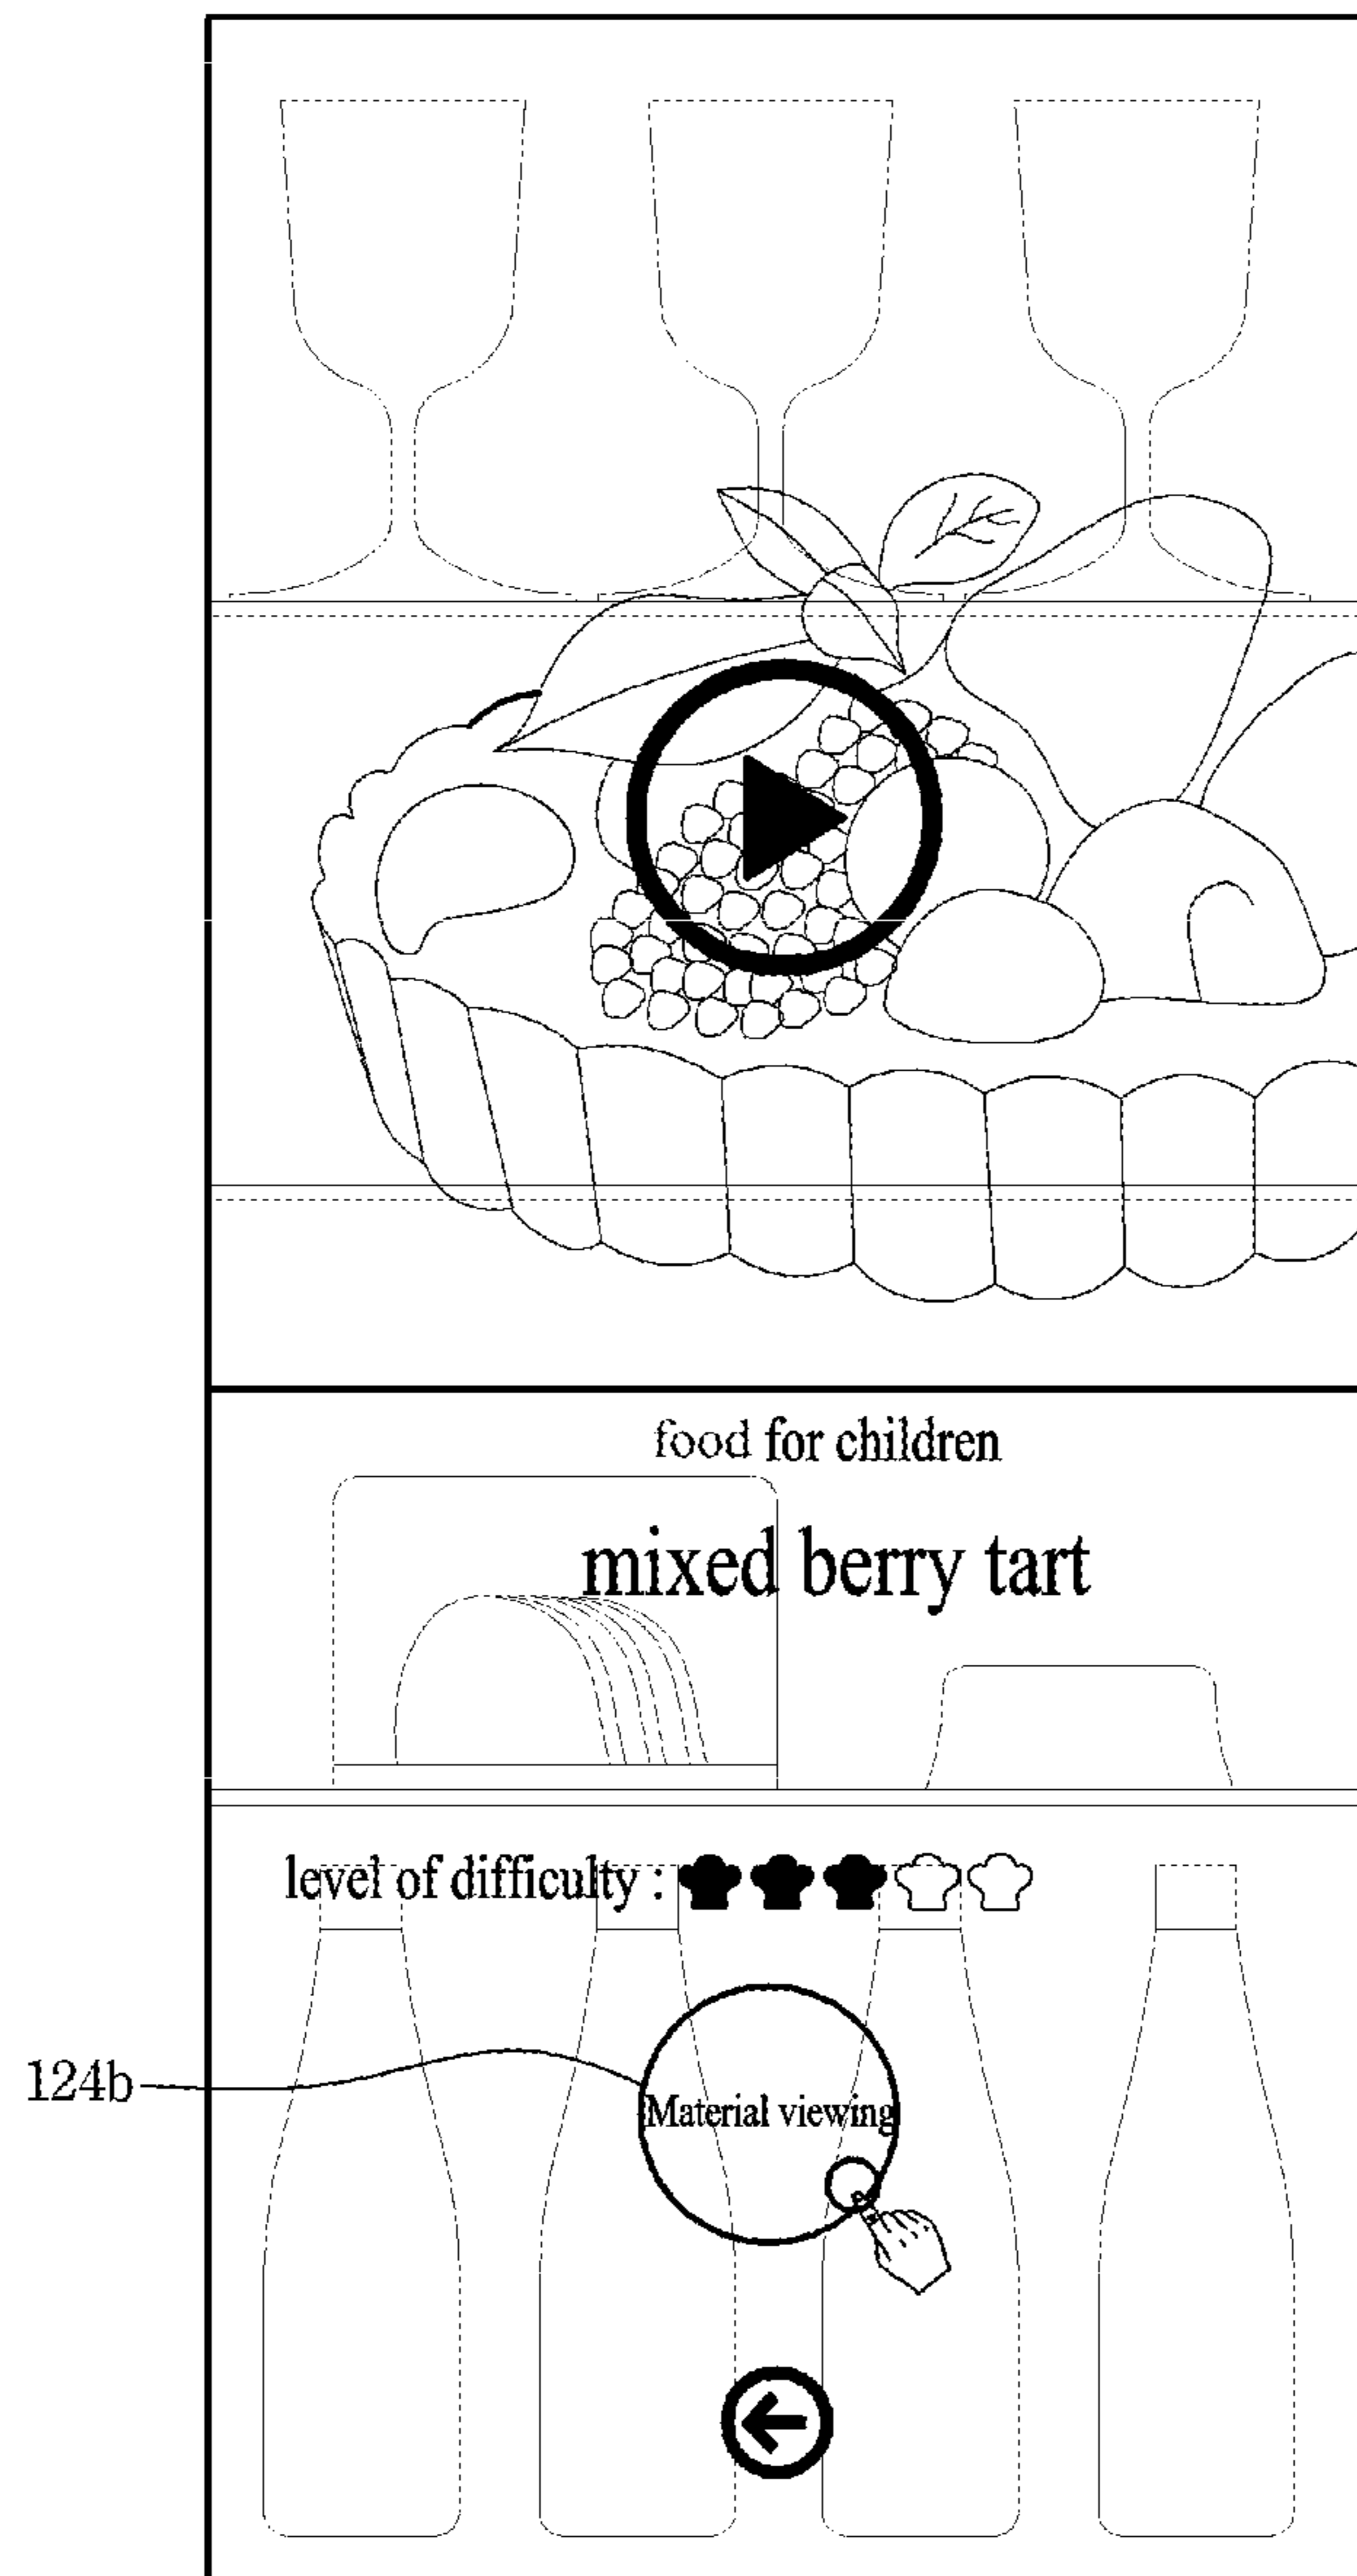 food for children
mixed berry tart
level of difficulty :
124b
Material viewing